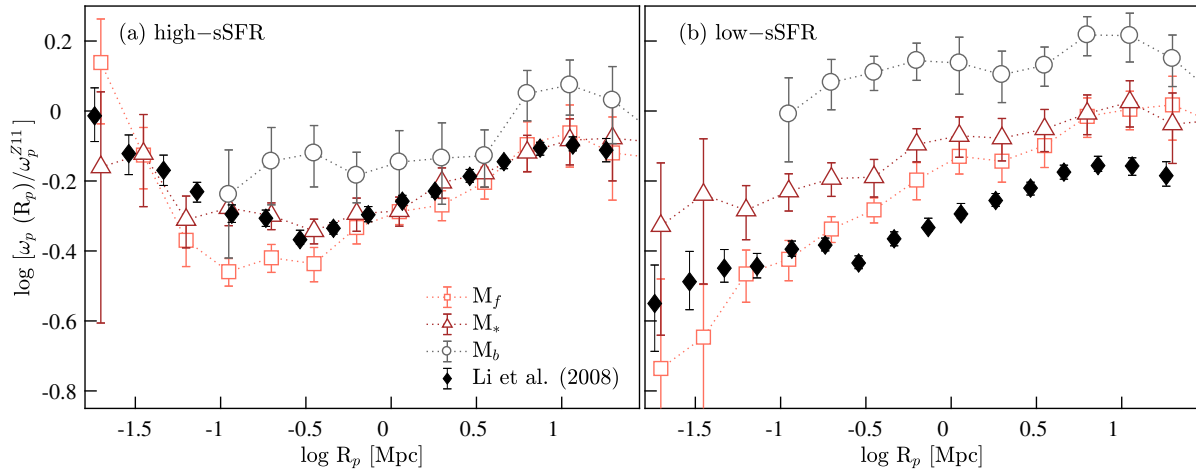 (a) high−sSFR
(b) low−sSFR
log [ω_p (R_p)/ω_p^{Z11}]
0.2
0
-0.2
-0.4
-0.6
-0.8
M_f
M_*
M_b
Li et al. (2008)
-1.5 -1 -0.5 0 0.5 1
-1.5 -1 -0.5 0 0.5 1
log R_p [Mpc]
log R_p [Mpc]